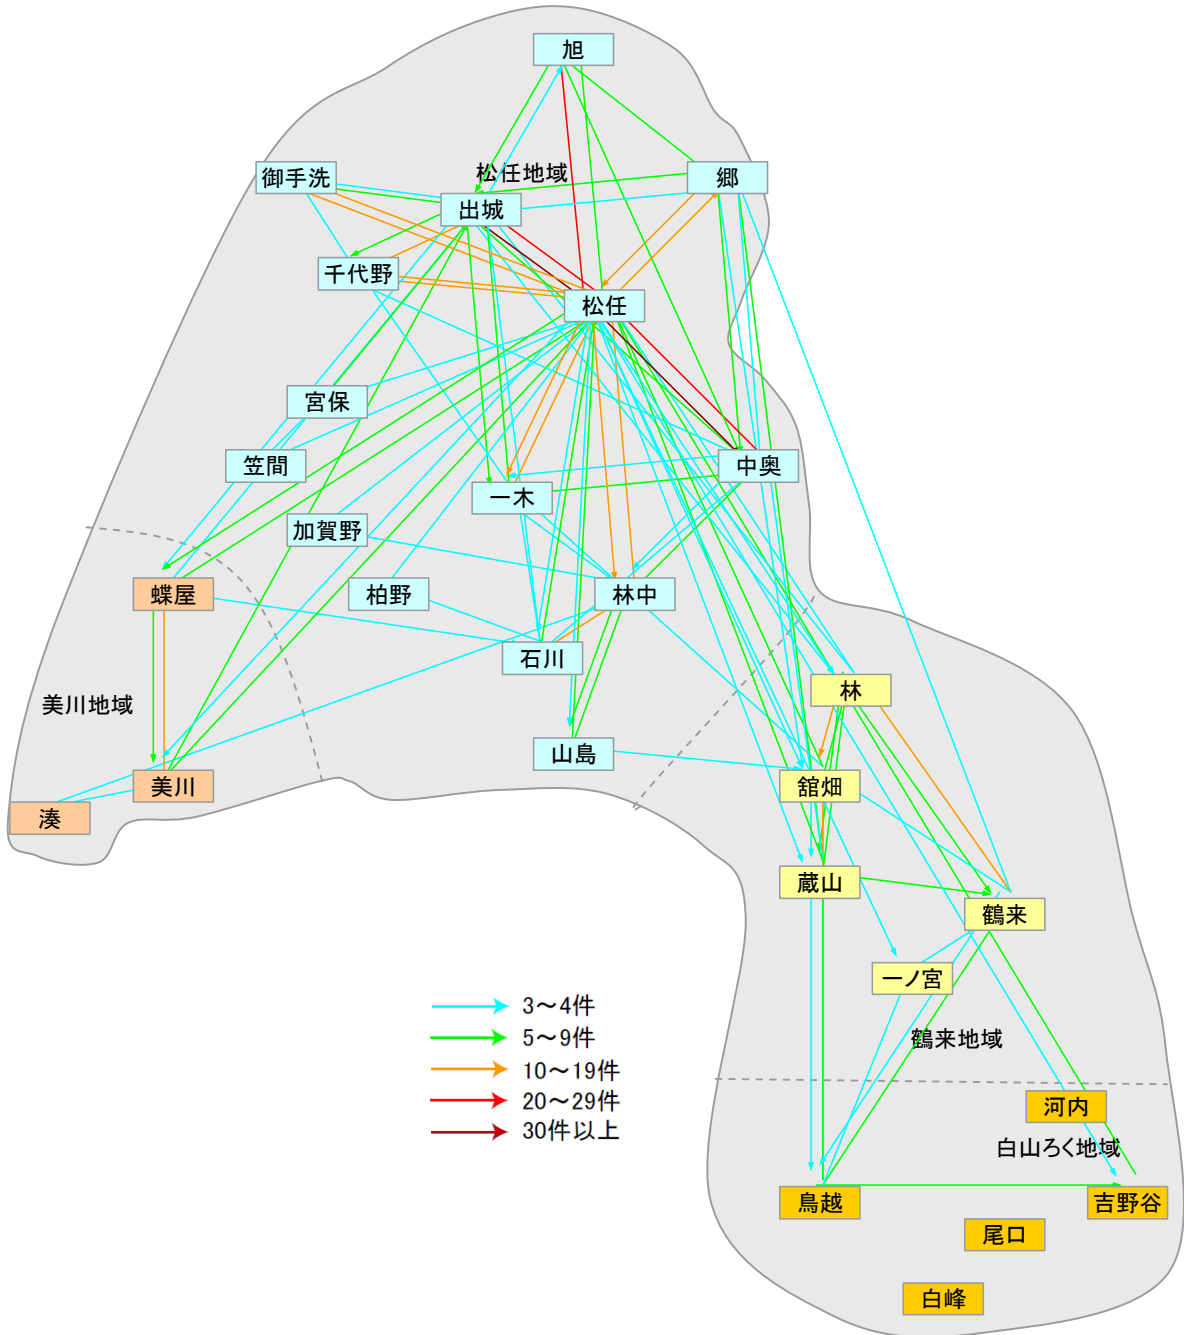 旭
松任地域
御手洗
郷
出城
千代野
松任
宮保
笠間
中奥
一木
加賀野
蝶屋
柏野
林中
石川
林
美川地域
山島
美川
舘畑
湊
蔵山
鶴来
一ノ宮
3～4件
5～9件
鶴来地域
10～19件
20～29件
30件以上
河内
白山ろく地域
鳥越
吉野谷
尾口
白峰